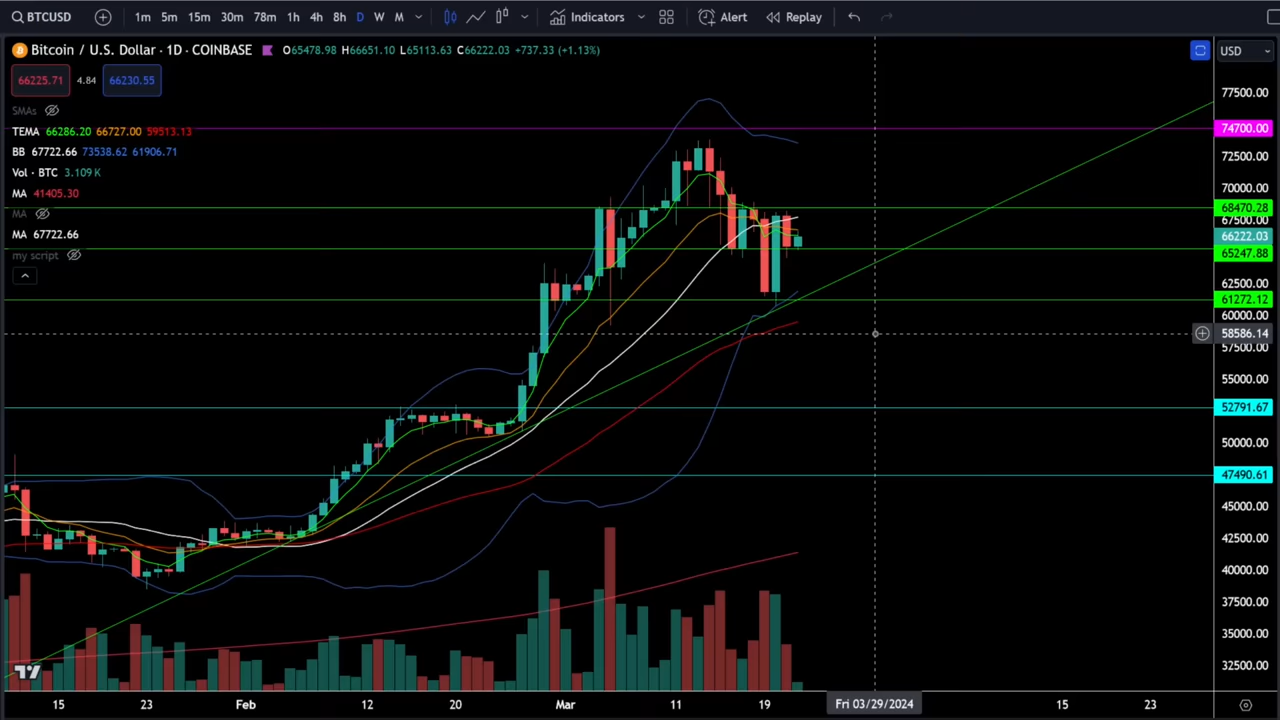 BTCUSD 1m 5m 15m 30m 78m 1h 4h 8h D W M Indicators Alert Replay
Bitcoin / U.S. Dollar · 1D · COINBASE O65478.98 H66651.10 L65113.63 C66222.03 +737.33 (+1.13%) USD
66225.71 4.84 66230.55
SMAs
TEMA 66286.20 66727.00 59513.13
BB 67722.66 73538.62 61906.71
Vol · BTC 3.109 K
MA 41405.30
MA
MA 67722.66
my script
77500.00
74700.00
72500.00
70000.00
68470.28
67500.00
66222.03
65247.88
62500.00
61272.12
60000.00
58586.14
57500.00
55000.00
52791.67
50000.00
47490.61
45000.00
42500.00
40000.00
37500.00
35000.00
32500.00
15 23 Feb 12 20 Mar 11 19 Fri 03/29/2024 15 23